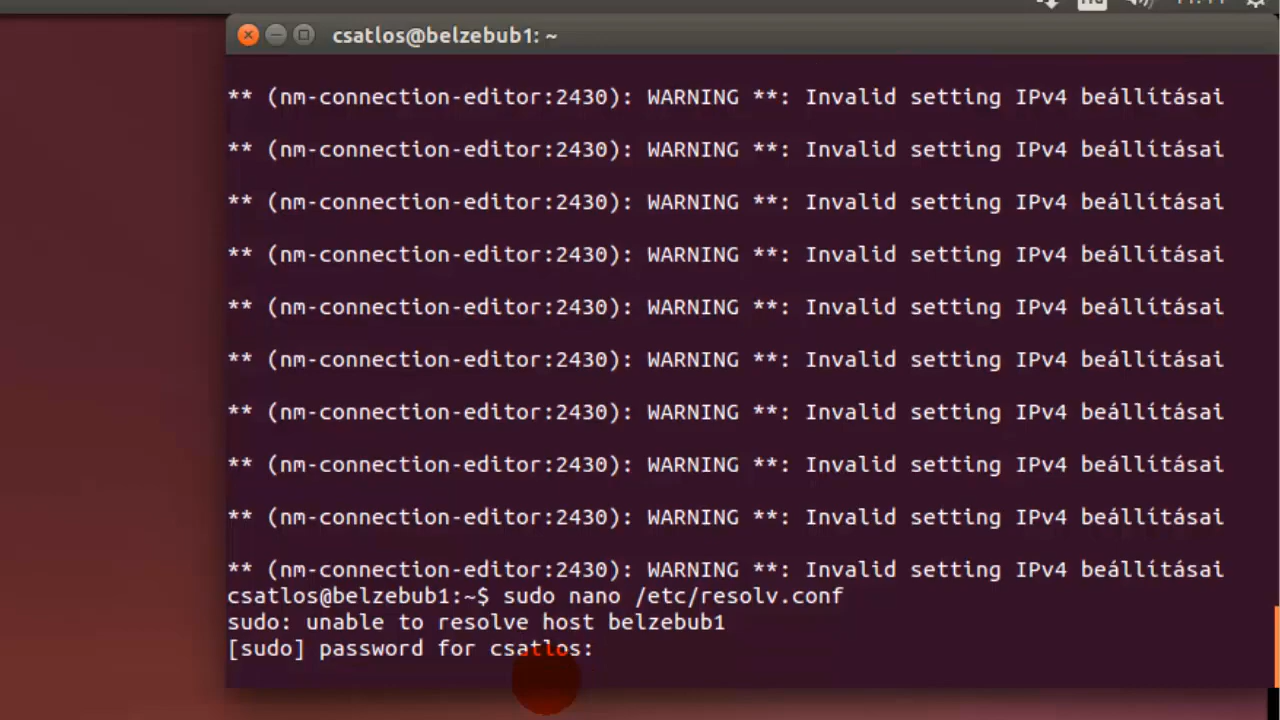 csatlos@belzebub1: ~
** (nm-connection-editor:2430): WARNING **: Invalid setting IPv4 beállításai
** (nm-connection-editor:2430): WARNING **: Invalid setting IPv4 beállításai
** (nm-connection-editor:2430): WARNING **: Invalid setting IPv4 beállításai
** (nm-connection-editor:2430): WARNING **: Invalid setting IPv4 beállításai
** (nm-connection-editor:2430): WARNING **: Invalid setting IPv4 beállításai
** (nm-connection-editor:2430): WARNING **: Invalid setting IPv4 beállításai
** (nm-connection-editor:2430): WARNING **: Invalid setting IPv4 beállításai
** (nm-connection-editor:2430): WARNING **: Invalid setting IPv4 beállításai
** (nm-connection-editor:2430): WARNING **: Invalid setting IPv4 beállításai
** (nm-connection-editor:2430): WARNING **: Invalid setting IPv4 beállításai
csatlos@belzebub1:~$ sudo nano /etc/resolv.conf
sudo: unable to resolve host belzebub1
[sudo] password for csatlos: